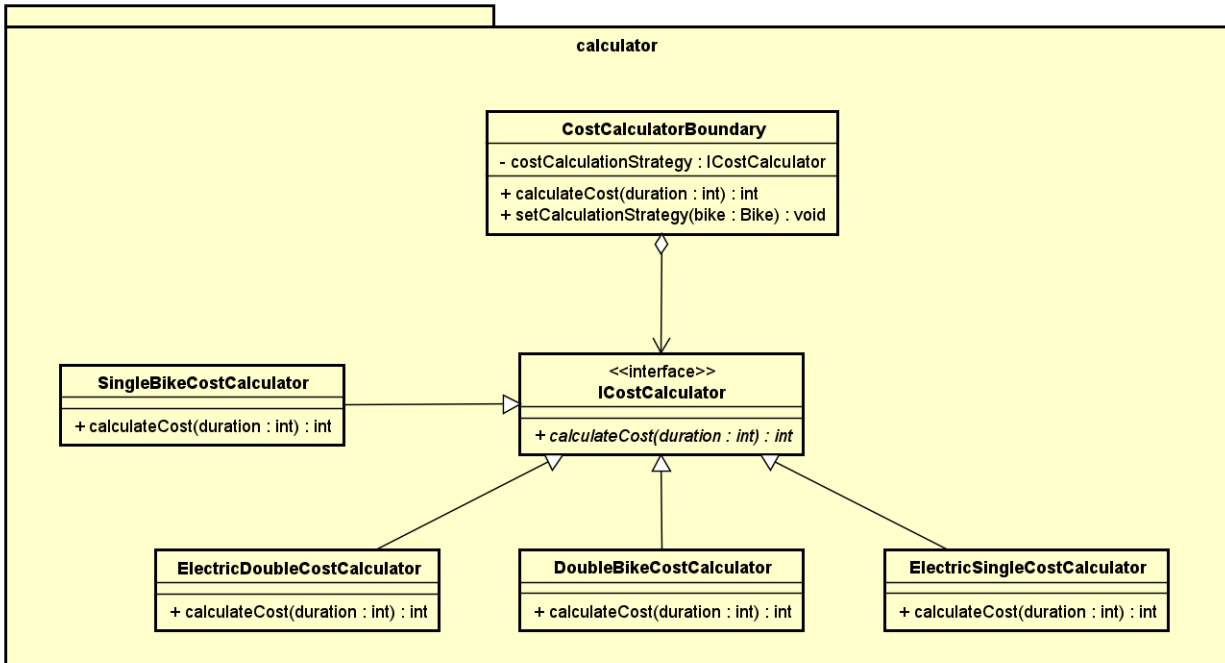 calculator
CostCalculatorBoundary
- costCalculationStrategy : ICostCalculator
+ calculateCost(duration : int) : int
+ setCalculationStrategy(bike : Bike) : void
<<interface>>
ICostCalculator
+ calculateCost(duration : int) : int
SingleBikeCostCalculator
+ calculateCost(duration : int) : int
ElectricDoubleCostCalculator
+ calculateCost(duration : int) : int
DoubleBikeCostCalculator
+ calculateCost(duration : int) : int
ElectricSingleCostCalculator
+ calculateCost(duration : int) : int